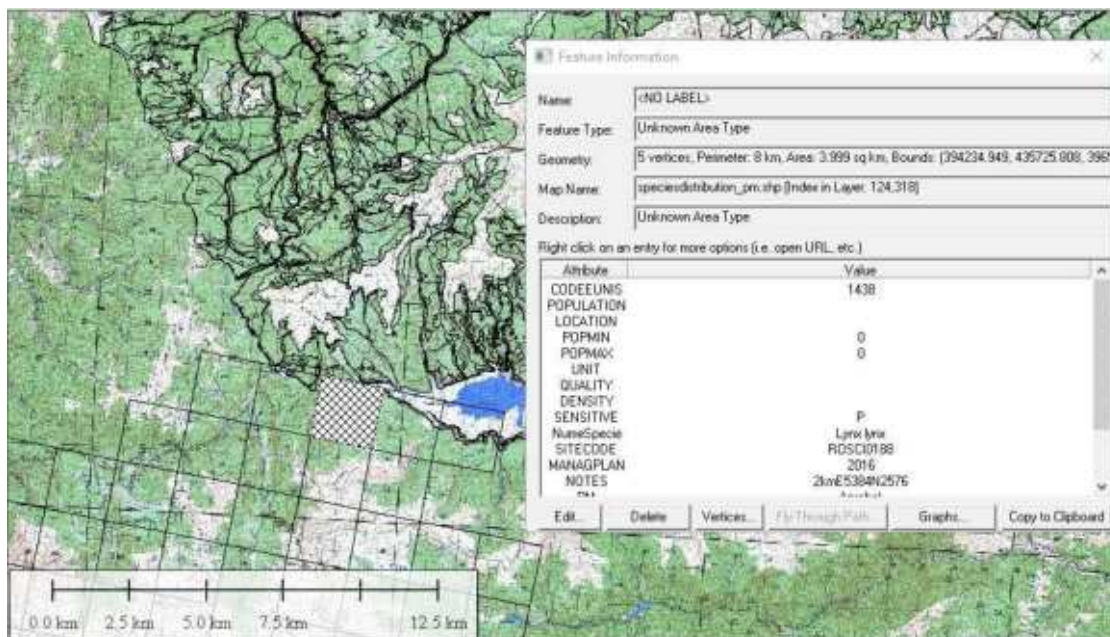 Feature Information
Name: <NO LABEL>
Feature Type: Unknown Area Type
Geometry: 5 vertices, Perimeter: 8 km, Area: 3.999 sq km, Bounds: (394234.949, 435725.808, 396
Map Name: speciesdistribution_pm.shp [Index in Layer: 124,318]
Description: Unknown Area Type
Right click on an entry for more options (i.e. open URL, etc.)
Attribute Value
CODEEUNIS 1438
POPULATION
LOCATION
POPMIN 0
POPMAX 0
UNIT
QUALITY
DENSITY
SENSITIVE P
NumeSpecie Lynx lynx
SITECODE ROSCI0188
MANAGPLAN 2016
NOTES 2kmE5384N2576
Edit... Delete Vertices... Fly Through Path... Graphs... Copy to Clipboard
0.0 km 2.5 km 5.0 km 7.5 km 12.5 km